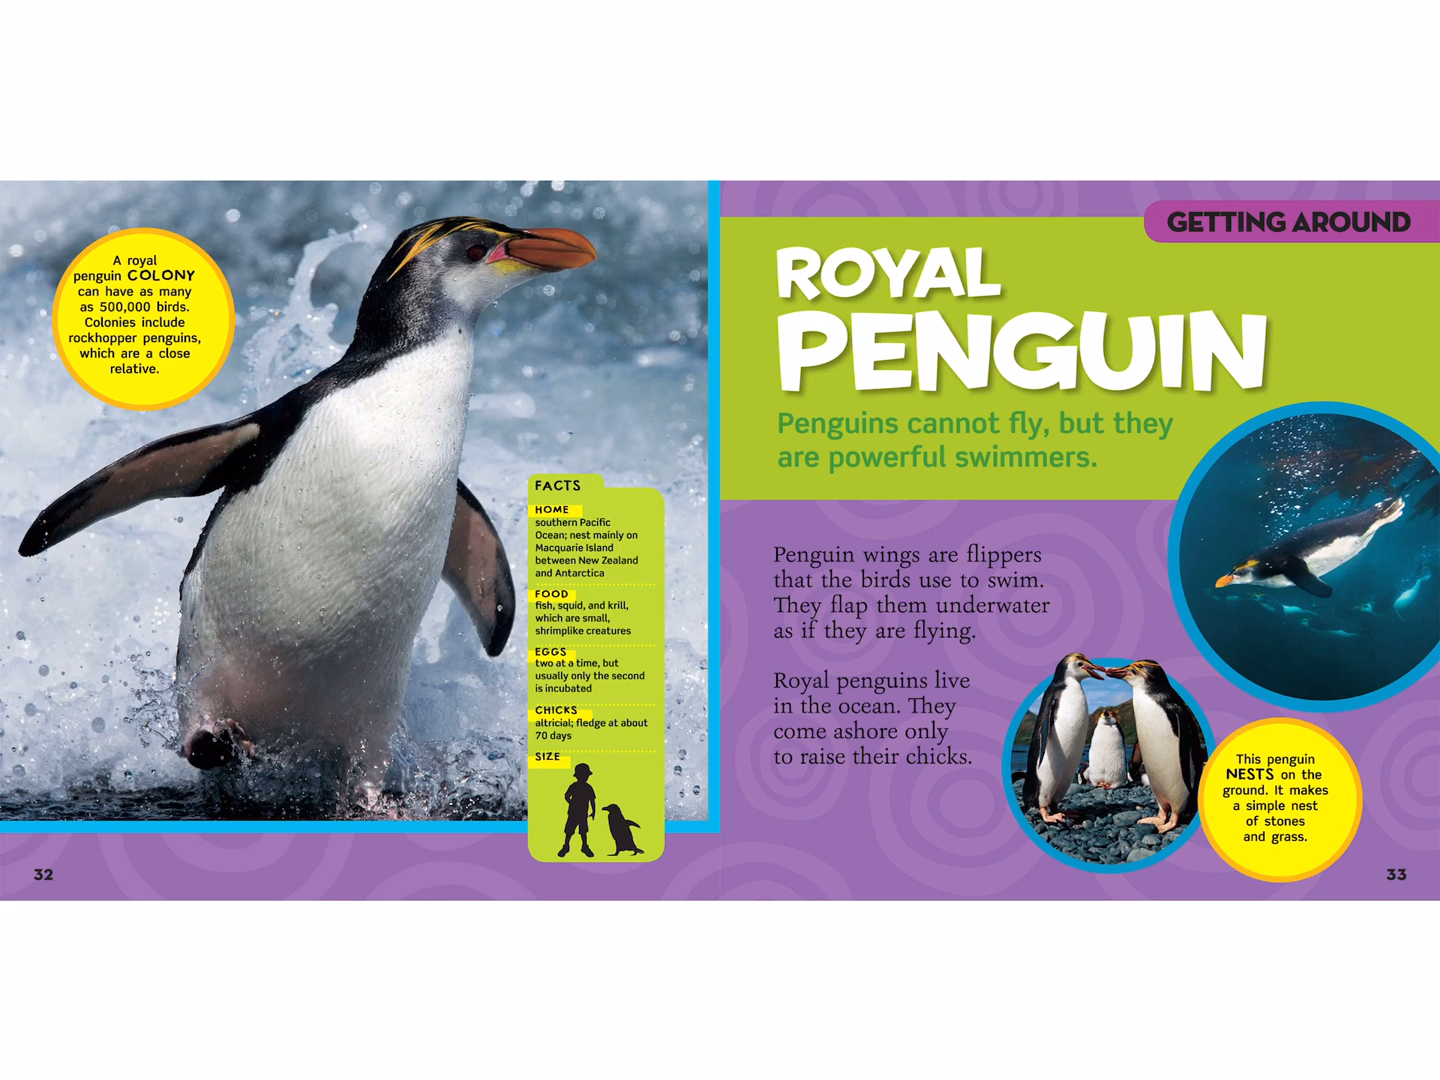 A royal
penguin COLONY
can have as many
as 500,000 birds.
Colonies include
rockhopper penguins,
which are a close
relative.
FACTS
HOME
southern Pacific
Ocean; nest mainly on
Macquarie Island
between New Zealand
and Antarctica
FOOD
fish, squid, and krill,
which are small,
shrimplike creatures
EGGS
two at a time, but
usually only the second
is incubated
CHICKS
altricial; fledge at about
70 days
SIZE
32
GETTING AROUND
ROYAL
PENGUIN
Penguins cannot fly, but they
are powerful swimmers.
Penguin wings are flippers
that the birds use to swim.
They flap them underwater
as if they are flying.
Royal penguins live
in the ocean. They
come ashore only
to raise their chicks.
This penguin
NESTS on the
ground. It makes
a simple nest
of stones
and grass.
33